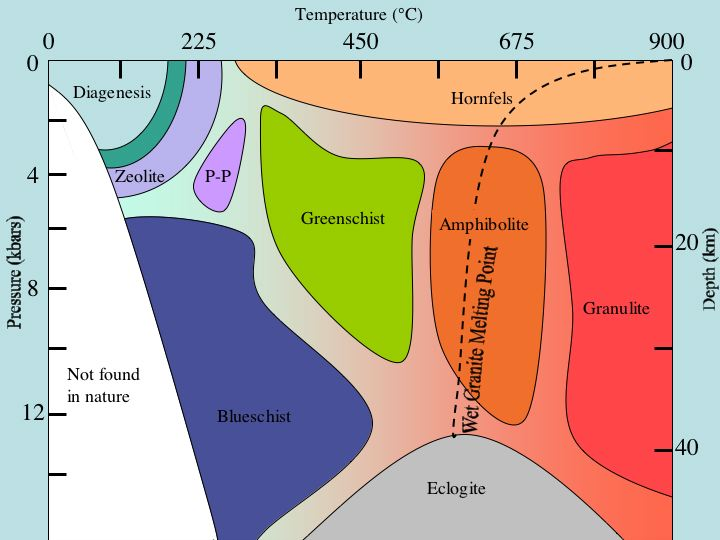 Temperature (°C)
0 225 450 675 900
0 0
Diagenesis
Hornfels
4 Zeolite P-P
Greenschist
Amphibolite
Pressure (kbars)
20
Depth (km)
8
Granulite
Wet Granite Melting Point
Not found
in nature
12
Blueschist
40
Eclogite